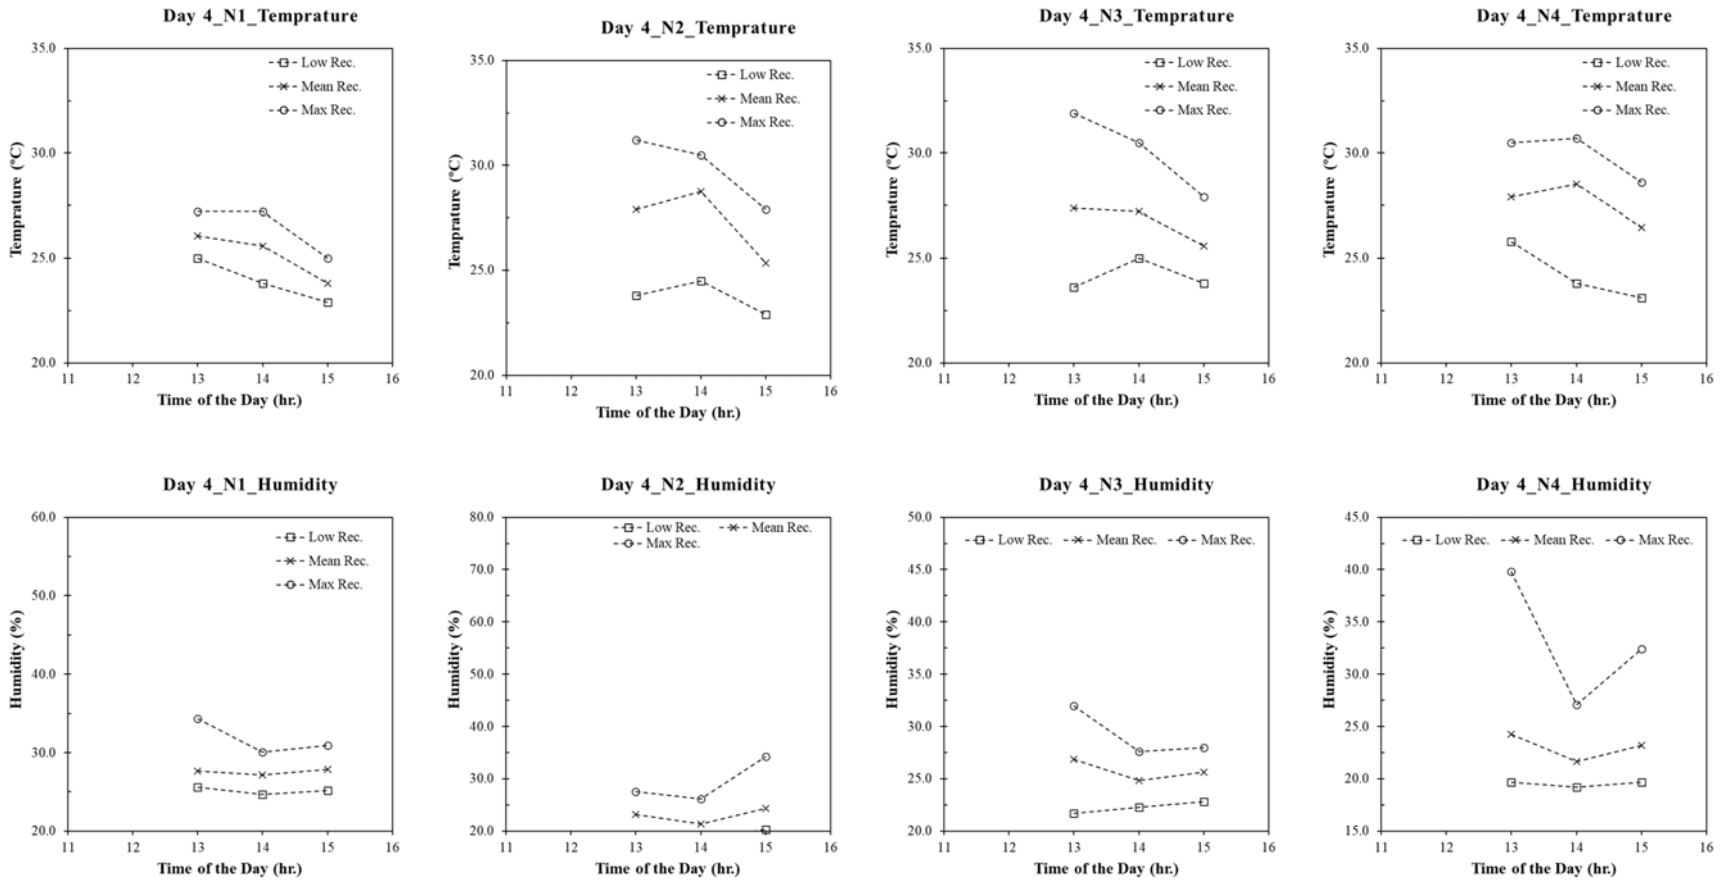 Day 4_N1_Temprature
35.0
30.0
25.0
20.0
Temprature (°C)
Low Rec.
Mean Rec.
Max Rec.
11 12 13 14 15 16
Time of the Day (hr.)
Day 4_N2_Temprature
35.0
30.0
25.0
20.0
Temprature (°C)
Low Rec.
Mean Rec.
Max Rec.
11 12 13 14 15 16
Time of the Day (hr.)
Day 4_N3_Temprature
35.0
30.0
25.0
20.0
Temprature (°C)
Low Rec.
Mean Rec.
Max Rec.
11 12 13 14 15 16
Time of the Day (hr.)
Day 4_N4_Temprature
35.0
30.0
25.0
20.0
Temprature (°C)
Low Rec.
Mean Rec.
Max Rec.
11 12 13 14 15 16
Time of the Day (hr.)
Day 4_N1_Humidity
60.0
50.0
40.0
30.0
20.0
Humidity (%)
Low Rec.
Mean Rec.
Max Rec.
11 12 13 14 15 16
Time of the Day (hr.)
Day 4_N2_Humidity
80.0
70.0
60.0
50.0
40.0
30.0
20.0
Humidity (%)
Low Rec. Mean Rec.
Max Rec.
11 12 13 14 15 16
Time of the Day (hr.)
Day 4_N3_Humidity
50.0
45.0
40.0
35.0
30.0
25.0
20.0
Humidity (%)
Low Rec. Mean Rec. Max Rec.
11 12 13 14 15 16
Time of the Day (hr.)
Day 4_N4_Humidity
45.0
40.0
35.0
30.0
25.0
20.0
15.0
Humidity (%)
Low Rec. Mean Rec. Max Rec.
11 12 13 14 15 16
Time of the Day (hr.)